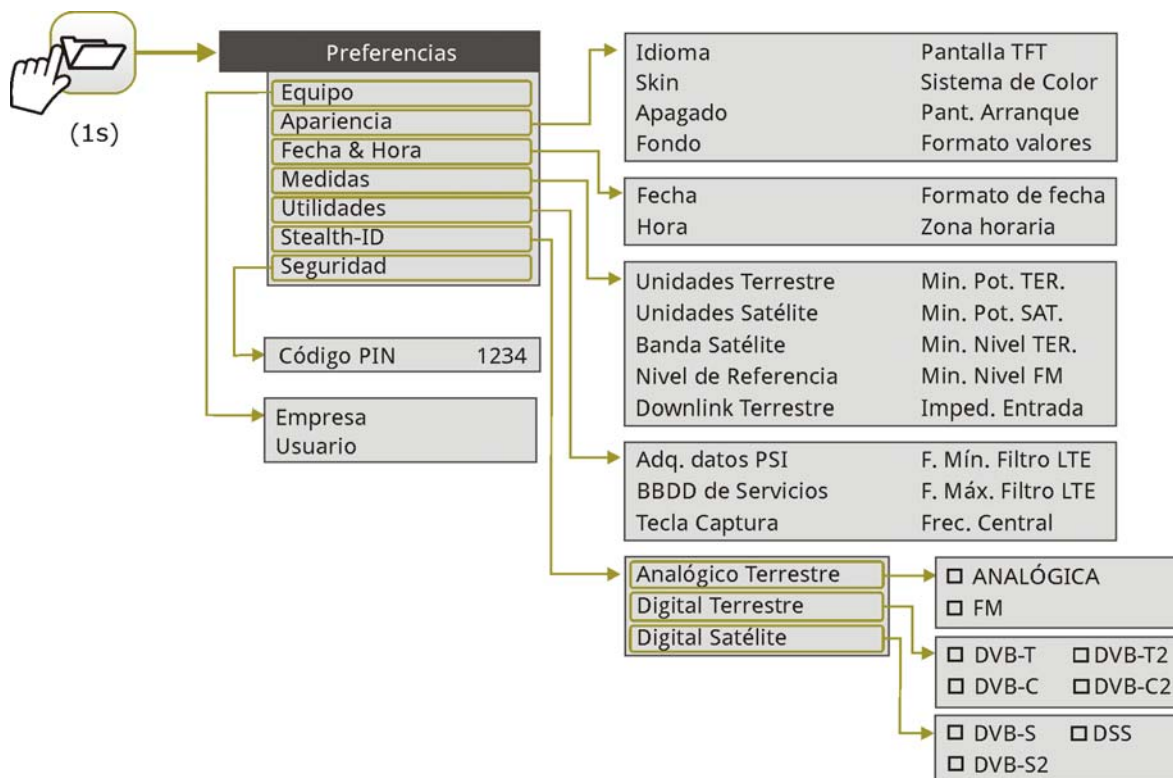 (1s)
Preferencias
Equipo
Apariencia
Fecha & Hora
Medidas
Utilidades
Stealth-ID
Seguridad
Código PIN 1234
Empresa
Usuario
Idioma Pantalla TFT
Skin Sistema de Color
Apagado Pant. Arranque
Fondo Formato valores
Fecha Formato de fecha
Hora Zona horaria
Unidades Terrestre Min. Pot. TER.
Unidades Satélite Min. Pot. SAT.
Banda Satélite Min. Nivel TER.
Nivel de Referencia Min. Nivel FM
Downlink Terrestre Imped. Entrada
Adq. datos PSI F. Mín. Filtro LTE
BBDD de Servicios F. Máx. Filtro LTE
Tecla Captura Frec. Central
Analógico Terrestre
Digital Terrestre
Digital Satélite
ANALÓGICA
FM
DVB-T DVB-T2
DVB-C DVB-C2
DVB-S DSS
DVB-S2